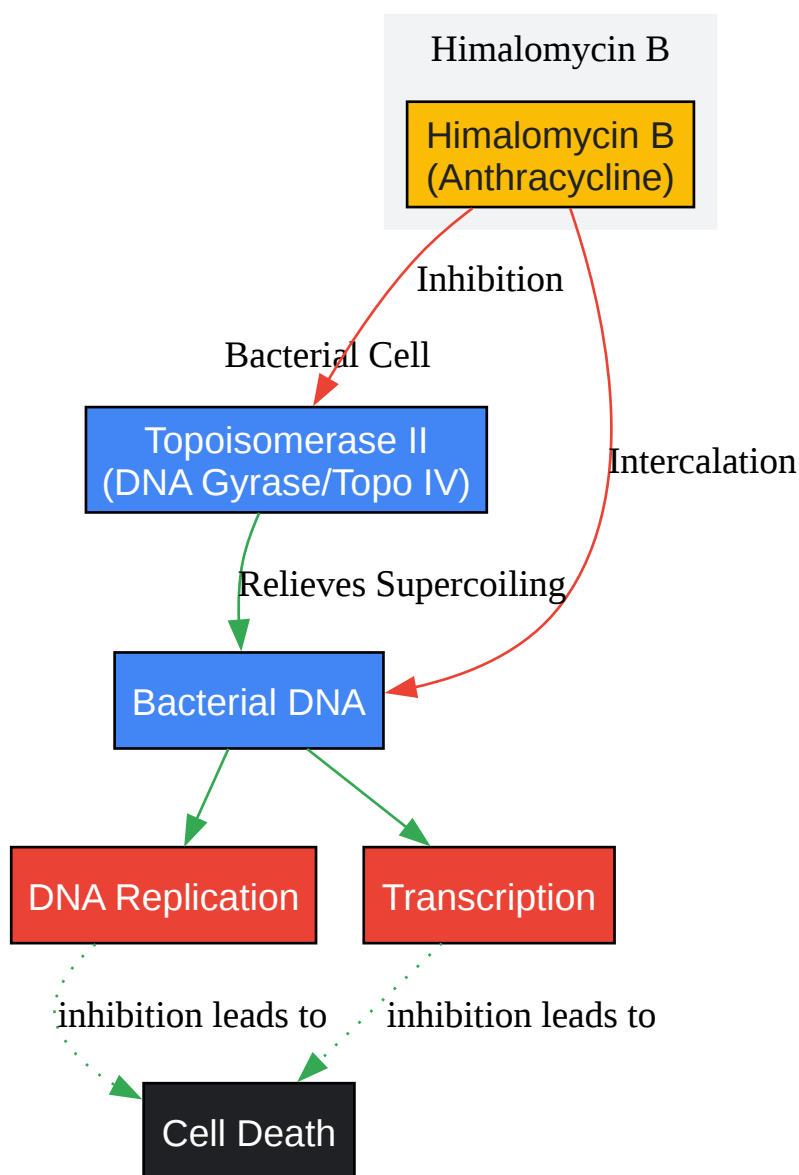 Himalomycin B
Himalomycin B
(Anthracycline)
Inhibition
Bacterial Cell
Topoisomerase II
(DNA Gyrase/Topo IV)
Intercalation
Relieves Supercoiling
Bacterial DNA
DNA Replication
Transcription
inhibition leads to
inhibition leads to
Cell Death